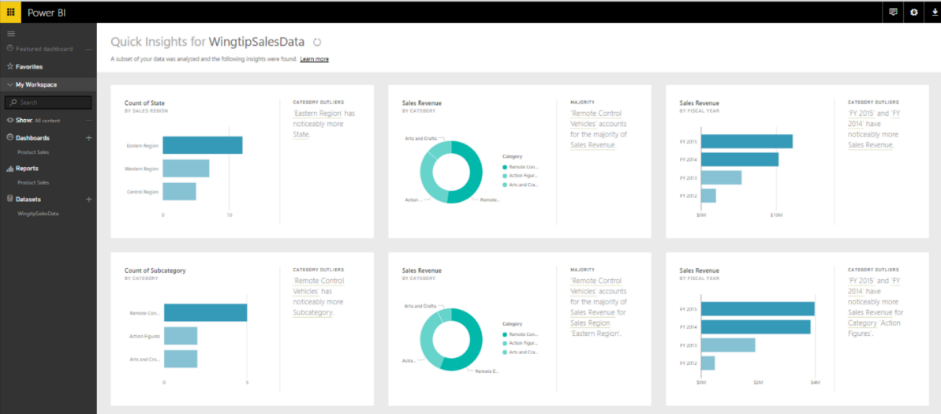 Power BI
Featured dashboard
Favorites
My Workspace
Search
Show: All content
Dashboards
Product Sales
Reports
Product Sales
Datasets
WingtipSalesData
Quick Insights for WingtipSalesData
A subset of your data was analyzed and the following insights were found. Learn more
Count of State
BY SALES REGION
Eastern Region
Western Region
Central Region
0 10
CATEGORY OUTLIERS
'Eastern Region' has
noticeably more
State.
Sales Revenue
BY CATEGORY
Arts and Crafts
Action ...
Remote...
Category
Remote Con...
Action Figur...
Arts and Cra...
MAJORITY
'Remote Control
Vehicles' accounts
for the majority of
Sales Revenue.
Sales Revenue
BY FISCAL YEAR
FY 2015
FY 2014
FY 2013
FY 2012
$0M $10M
CATEGORY OUTLIERS
'FY 2015' and 'FY
2014' have
noticeably more
Sales Revenue.
Count of Subcategory
BY CATEGORY
Remote Con...
Action Figures
Arts and Cra...
0 5
CATEGORY OUTLIERS
'Remote Control
Vehicles' has
noticeably more
Subcategory.
Sales Revenue
BY CATEGORY
Arts and Crafts
Actio...
Remote E...
Category
Remote Con...
Action Figur...
Arts and Cra...
MAJORITY
'Remote Control
Vehicles' accounts
for the majority of
Sales Revenue for
Sales Region
'Eastern Region'.
Sales Revenue
BY FISCAL YEAR
FY 2015
FY 2014
FY 2013
FY 2012
$0M $2M $4M
CATEGORY OUTLIERS
'FY 2015' and 'FY
2014' have
noticeably more
Sales Revenue for
Category 'Action
Figures'.